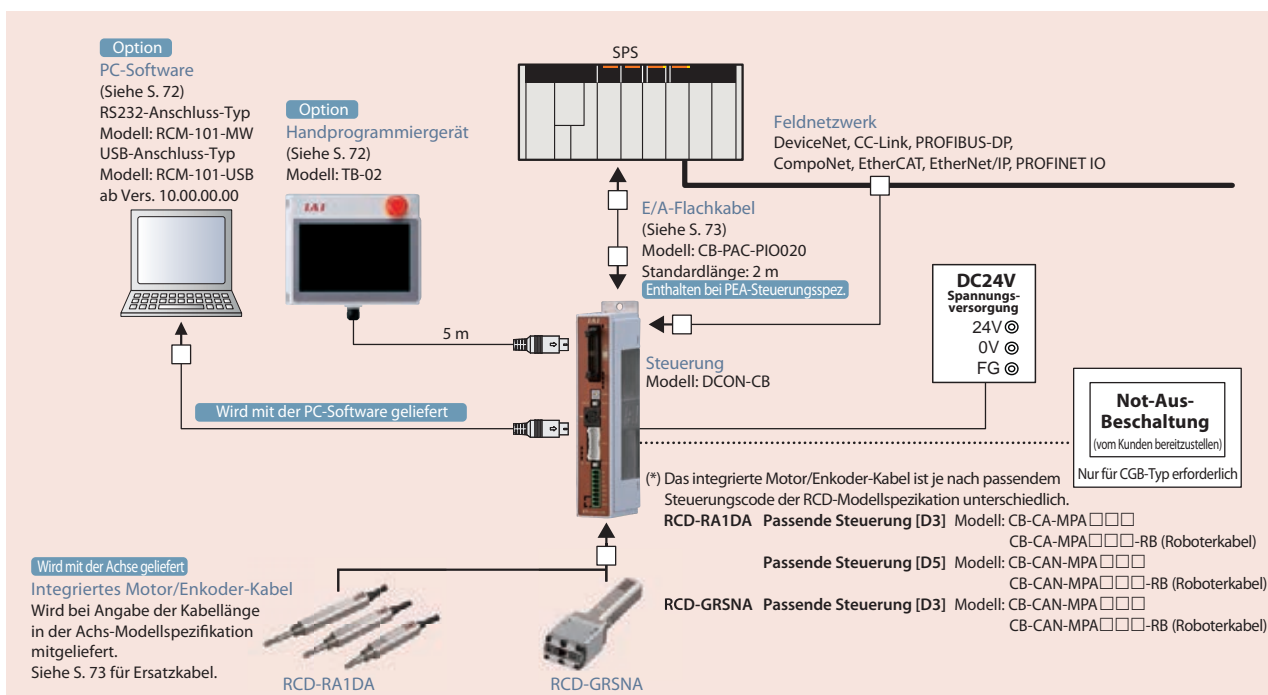 Option
PC-Software
(Siehe S. 72)
RS232-Anschluss-Typ
Modell: RCM-101-MW
USB-Anschluss-Typ
Modell: RCM-101-USB
ab Vers. 10.00.00.00
Option
Handprogrammiergerät
(Siehe S. 72)
Modell: TB-02
IAI
SPS
Feldnetzwerk
DeviceNet, CC-Link, PROFIBUS-DP,
CompoNet, EtherCAT, EtherNet/IP, PROFINET IO
E/A-Flachkabel
(Siehe S. 73)
Modell: CB-PAC-PIO020
Standardlänge: 2 m
Enthalten bei PEA-Steuerungsspez.
5 m
IAI
Steuerung
Modell: DCON-CB
DC24V
Spannungs-
versorgung
24V
0V
FG
Wird mit der PC-Software geliefert
Not-Aus-
Beschaltung
(vom Kunden bereitzustellen)
Nur für CGB-Typ erforderlich
(*) Das integrierte Motor/Enkoder-Kabel ist je nach passendem
Steuerungscode der RCD-Modellspezikation unterschiedlich.
RCD-RA1DA Passende Steuerung [D3] Modell: CB-CA-MPA□□□
CB-CA-MPA□□□-RB (Roboterkabel)
Passende Steuerung [D5] Modell: CB-CAN-MPA□□□
CB-CAN-MPA□□□-RB (Roboterkabel)
RCD-GRSNA Passende Steuerung [D3] Modell: CB-CAN-MPA□□□
CB-CAN-MPA□□□-RB (Roboterkabel)
Wird mit der Achse geliefert
Integriertes Motor/Enkoder-Kabel
Wird bei Angabe der Kabellänge
in der Achs-Modellspezifikation
mitgeliefert.
Siehe S. 73 für Ersatzkabel.
RCD-RA1DA
RCD-GRSNA